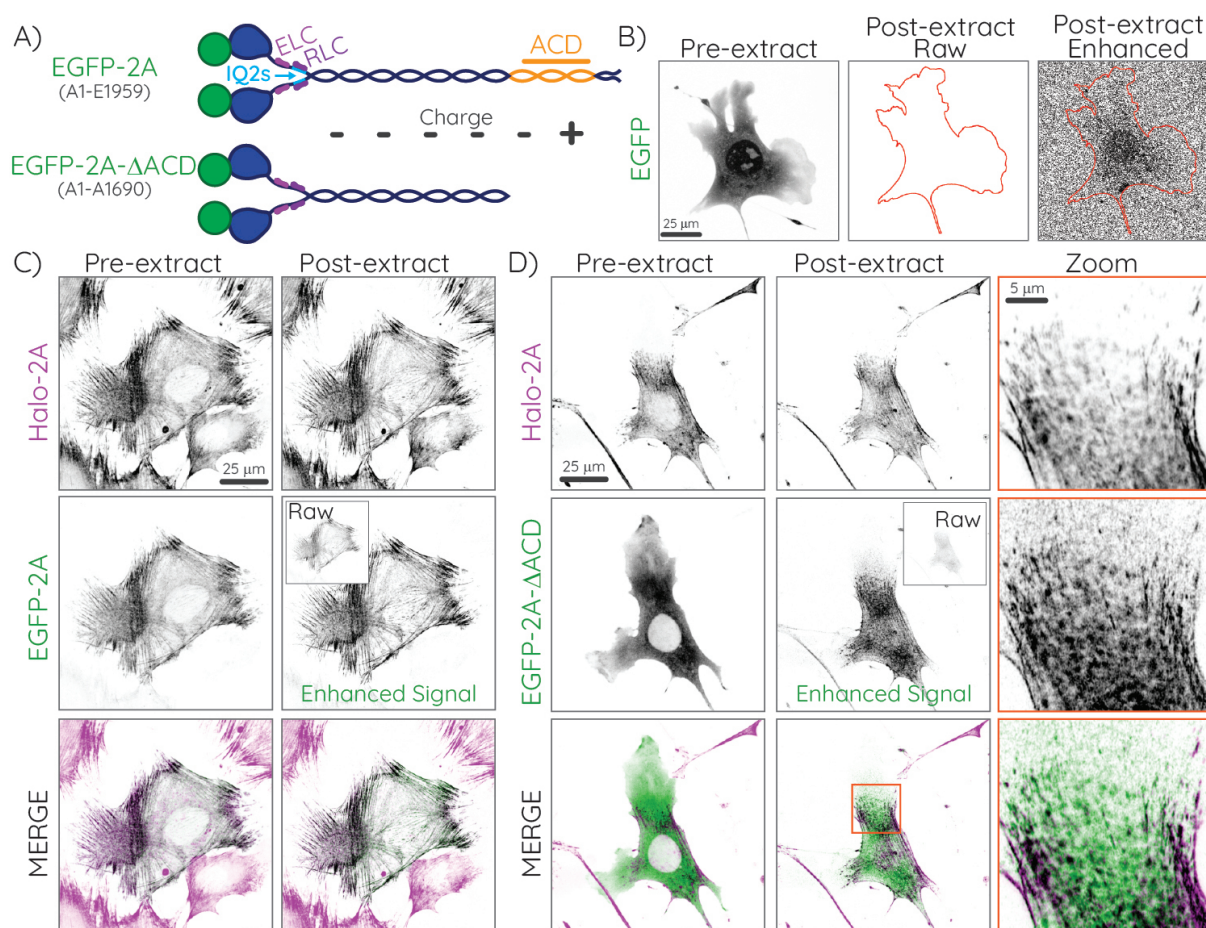 A)
EGFP-2A
(A1-E1959)
ELC
RLC
IQ2s
ACD
- - - - - Charge +
EGFP-2A-ΔACD
(A1-A1690)
B)
Pre-extract
Post-extract
Raw
Post-extract
Enhanced
EGFP
25 μm
C)
Pre-extract
Post-extract
Halo-2A
25 μm
EGFP-2A
Raw
Enhanced Signal
MERGE
D)
Pre-extract
Post-extract
Zoom
Halo-2A
25 μm
5 μm
EGFP-2A-ΔACD
Raw
Enhanced Signal
MERGE